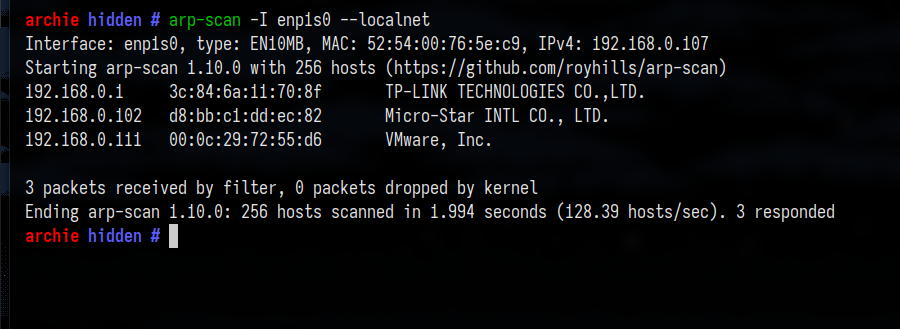 archie hidden # arp-scan -I enp1s0 --localnet
Interface: enp1s0, type: EN10MB, MAC: 52:54:00:76:5e:c9, IPv4: 192.168.0.107
Starting arp-scan 1.10.0 with 256 hosts (https://github.com/royhills/arp-scan)
192.168.0.1 3c:84:6a:11:70:8f TP-LINK TECHNOLOGIES CO.,LTD.
192.168.0.102 d8:bb:c1:dd:ec:82 Micro-Star INTL CO., LTD.
192.168.0.111 00:0c:29:72:55:d6 VMware, Inc.
3 packets received by filter, 0 packets dropped by kernel
Ending arp-scan 1.10.0: 256 hosts scanned in 1.994 seconds (128.39 hosts/sec). 3 responded
archie hidden #